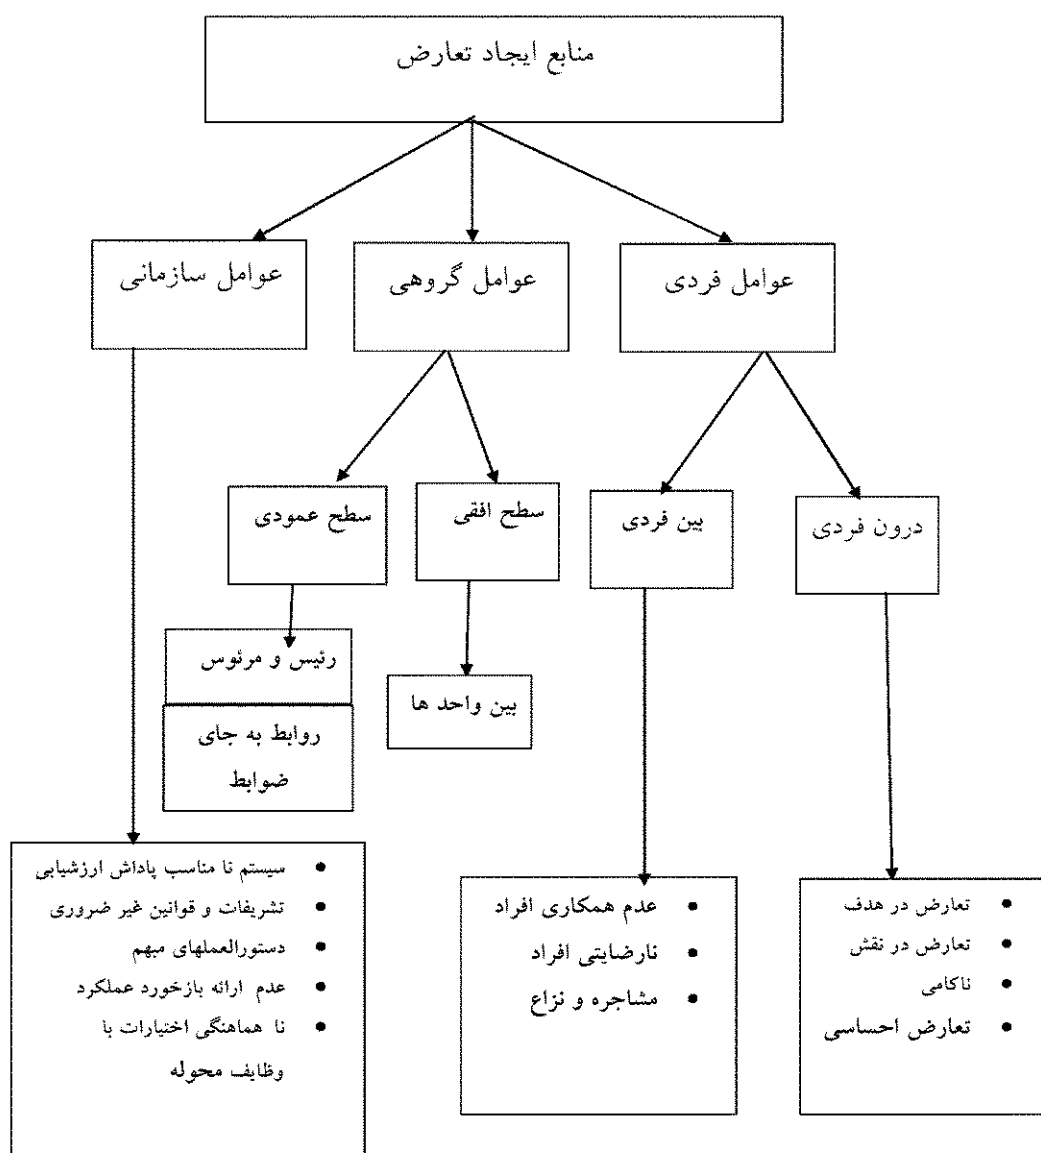 منابع ایجاد تعارض
عوامل فردی
عوامل گروهی
عوامل سازمانی
درون فردی
بین فردی
سطح افقی
سطح عمودی
رئیس و مرئوس
روابط به جای
ضوابط
بین واحد ها
• تعارض در هدف
• تعارض در نقش
• ناکامی
• تعارض احساسی
• عدم همکاری افراد
• نارضایتی افراد
• مشاجره و نزاع
• سیستم نا مناسب پاداش ارزشیابی
• تشریفات و قوانین غیر ضروری
• دستورالعملهای مبهم
• عدم ارائه بازخورد عملکرد
• نا هماهنگی اختیارات با
وظایف محوله